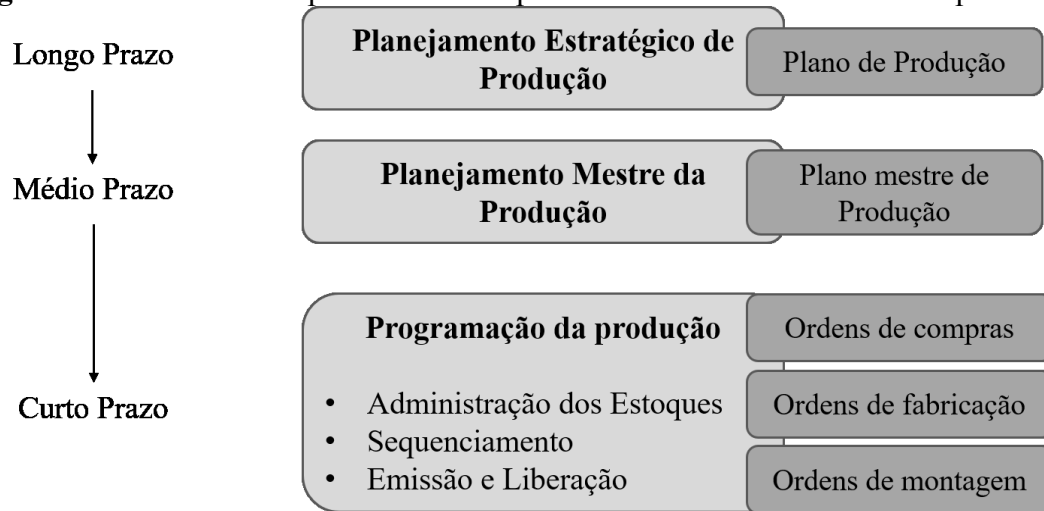 Longo Prazo
Planejamento Estratégico de
Produção
Plano de Produção
Médio Prazo
Planejamento Mestre da
Produção
Plano mestre de
Produção
Curto Prazo
Programação da produção
• Administração dos Estoques
• Sequenciamento
• Emissão e Liberação
Ordens de compras
Ordens de fabricação
Ordens de montagem